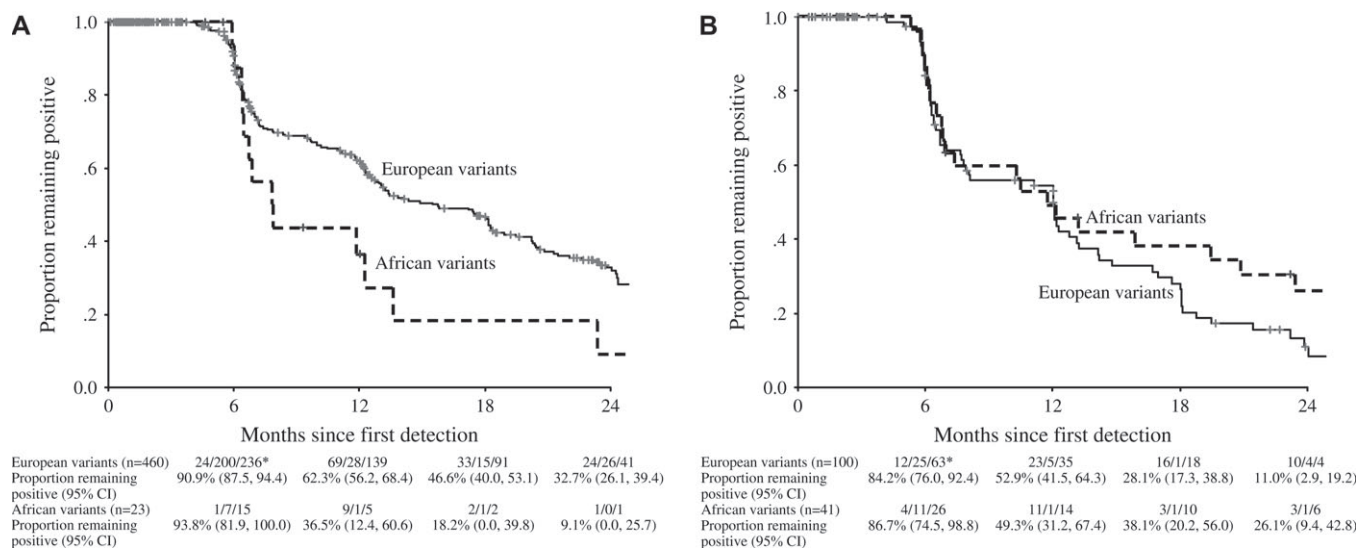 A
Proportion remaining positive
1.0
.8
.6
.4
.2
0.0
European variants
African variants
0
6
12
18
24
Months since first detection
European variants (n=460) 24/200/236* 69/28/139 33/15/91 24/26/41
Proportion remaining 90.9% (87.5, 94.4) 62.3% (56.2, 68.4) 46.6% (40.0, 53.1) 32.7% (26.1, 39.4)
positive (95% CI)
African variants (n=23) 1/7/15 9/1/5 2/1/2 1/0/1
Proportion remaining 93.8% (81.9, 100.0) 36.5% (12.4, 60.6) 18.2% (0.0, 39.8) 9.1% (0.0, 25.7)
positive (95% CI)
B
Proportion remaining positive
1.0
.8
.6
.4
.2
0.0
African variants
European variants
0
6
12
18
24
Months since first detection
European variants (n=100) 12/25/63* 23/5/35 16/1/18 10/4/4
Proportion remaining 84.2% (76.0, 92.4) 52.9% (41.5, 64.3) 28.1% (17.3, 38.8) 11.0% (2.9, 19.2)
positive (95% CI)
African variants (n=41) 4/11/26 11/1/14 3/1/10 3/1/6
Proportion remaining 86.7% (74.5, 98.8) 49.3% (31.2, 67.4) 38.1% (20.2, 56.0) 26.1% (9.4, 42.8)
positive (95% CI)